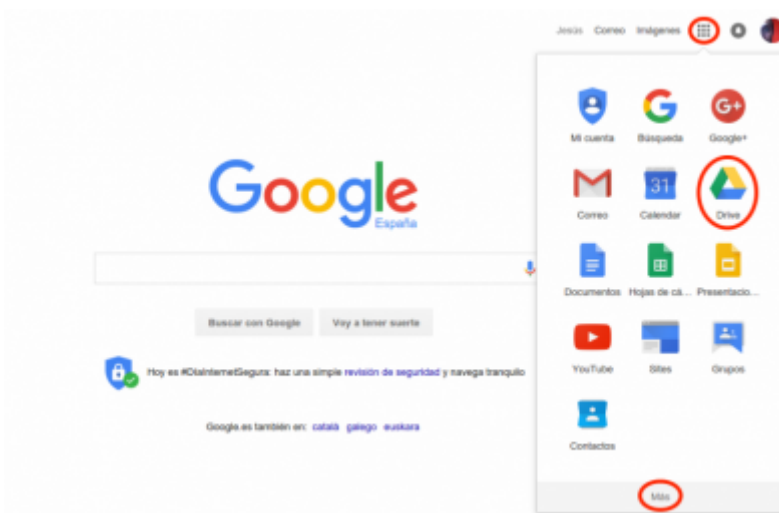 Jesús Correo Imágenes
Mi cuenta Búsqueda Google+
G+
31
Correo Calendar Drive
Google
España
Documentos Hojas de cá... Presentacio...
Buscar con Google Voy a tener suerte
YouTube Sites Grupos
Hoy es #DiaInternetSegura: haz una simple revisión de seguridad y navega tranquilo
Google.es también en: català galego euskara
Contactos
Más